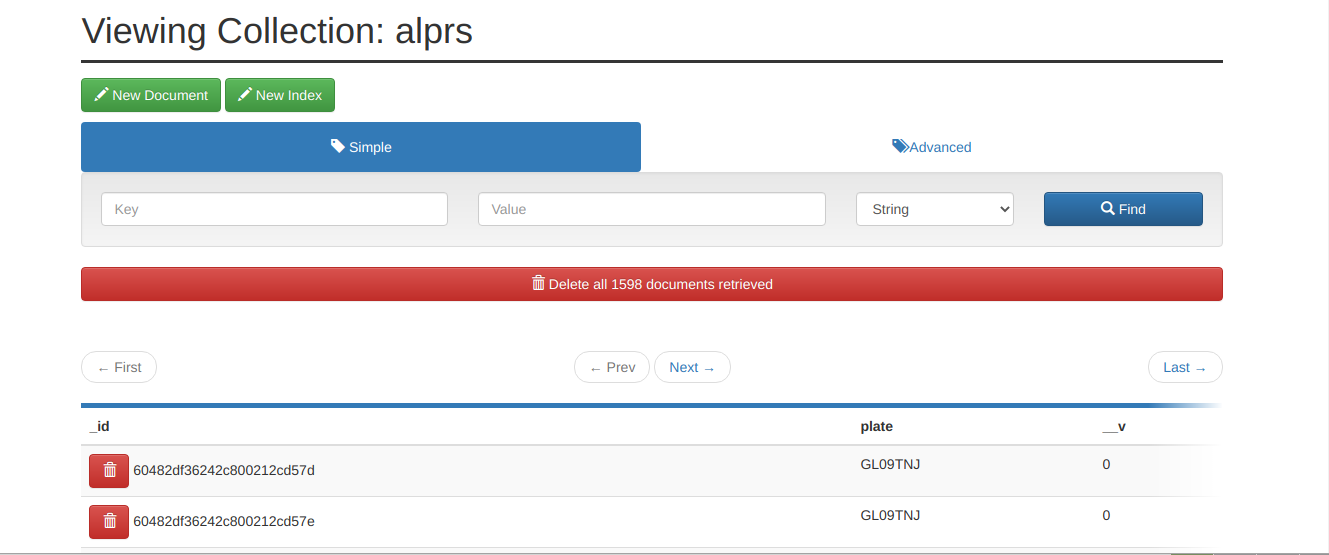 Viewing Collection: alprs
New Document New Index
Simple Advanced
Key Value String Find
Delete all 1598 documents retrieved
← First ← Prev Next → Last →
_id plate __v
60482df36242c800212cd57d GL09TNJ 0
60482df36242c800212cd57e GL09TNJ 0